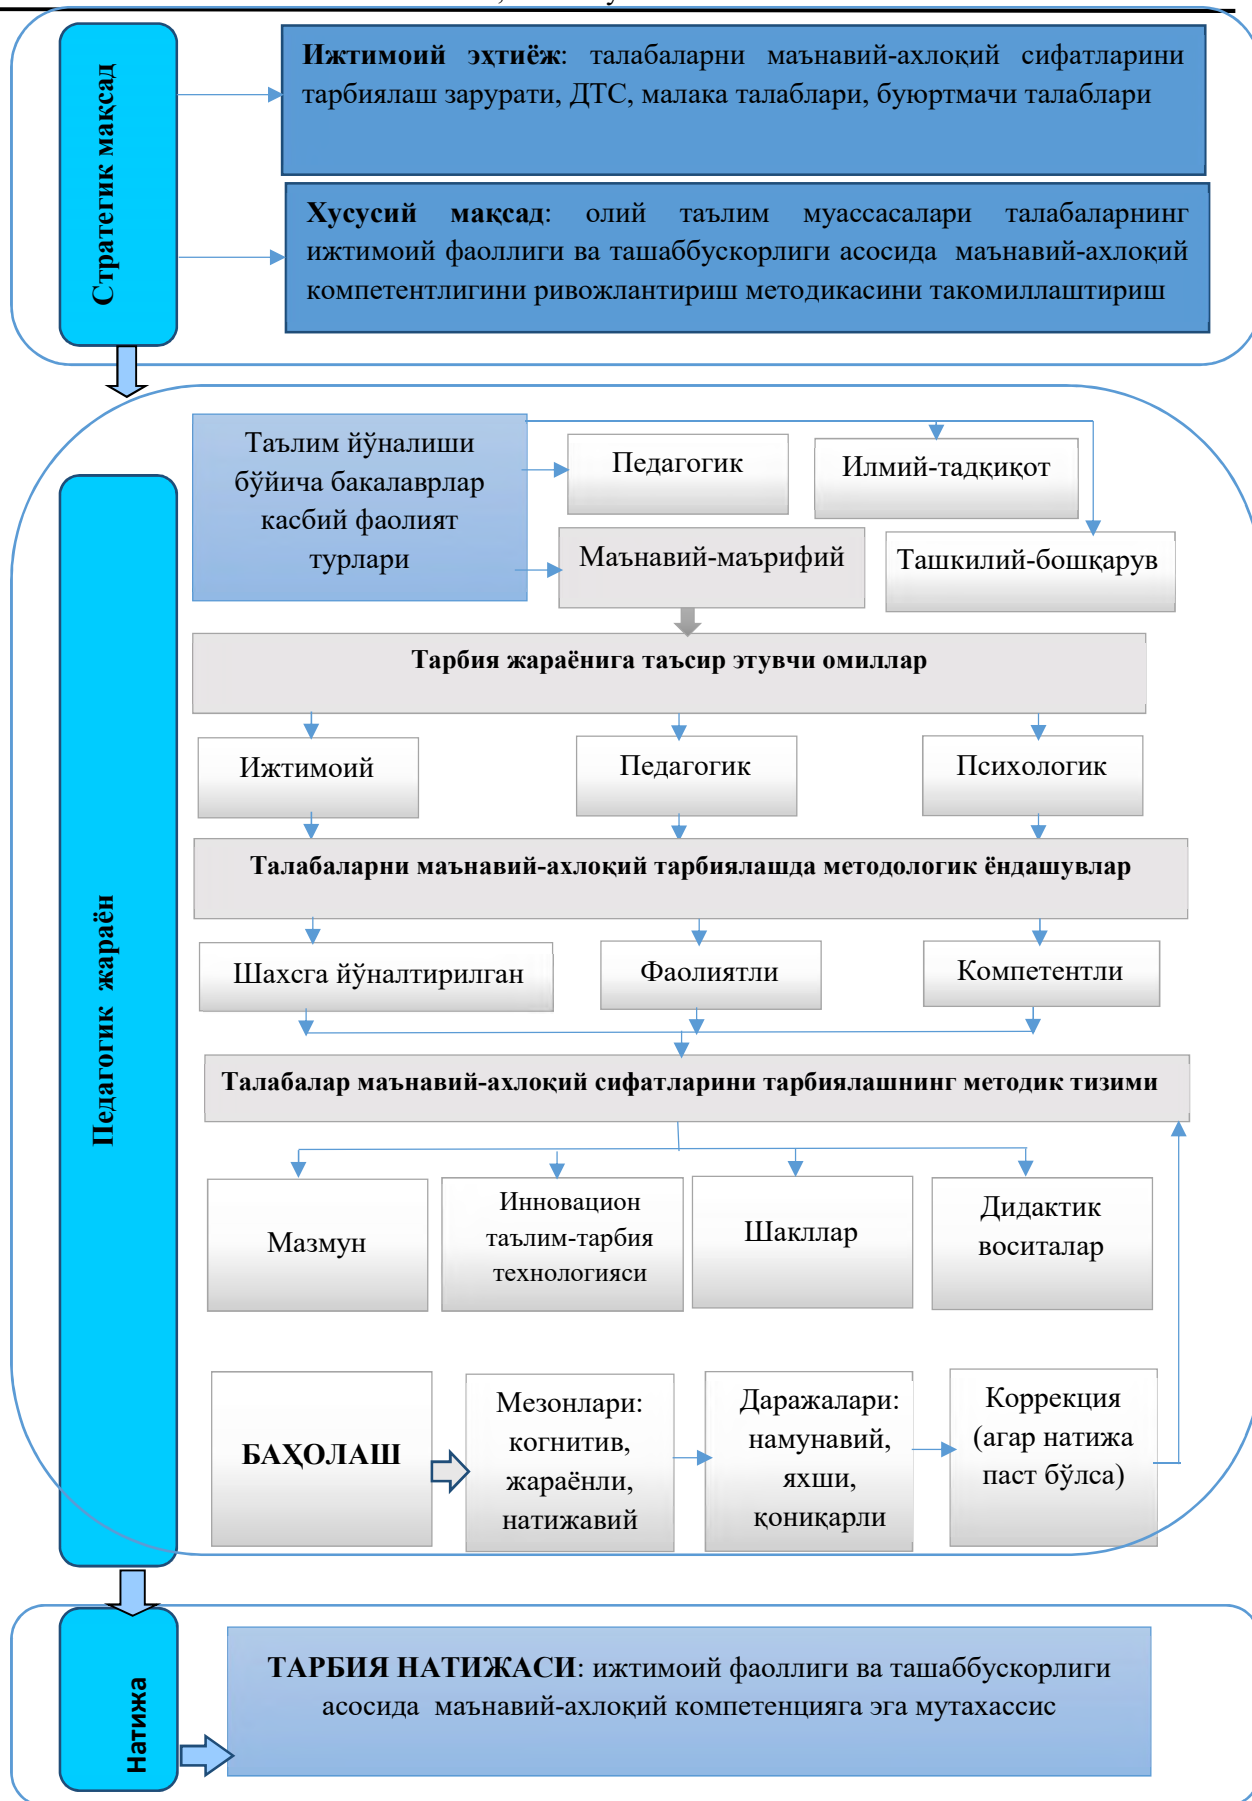 Стратегик мақсад
Ижтимоий эҳтиёж: талабаларни маънавий-ахлоқий сифатларини
тарбиялаш зарурати, ДТС, малака талаблари, буюртмачи талаблари
Хусусий мақсад: олий таълим муассасалари талабаларнинг
ижтимоий фаоллиги ва ташаббускорлиги асосида маънавий-ахлоқий
компетентлигини ривожлантириш методикасини такомиллаштириш
Педагогик жараён
Таълим йўналиши
бўйича бакалаврлар
касбий фаолият
турлари
Педагогик
Илмий-тадқиқот
Маънавий-маърифий
Ташкилий-бошқарув
Тарбия жараёнига таъсир этувчи омиллар
Ижтимоий
Педагогик
Психологик
Талабаларни маънавий-ахлоқий тарбиялашда методологик ёндашувлар
Шахсга йўналтирилган
Фаолиятли
Компетентли
Талабалар маънавий-ахлоқий сифатларини тарбиялашнинг методик тизими
Мазмун
Инновацион
таълим-тарбия
технологияси
Шакллар
Дидактик
воситалар
БАҲОЛАШ
Мезонлари:
когнитив,
жараёнли,
натижавий
Даражалари:
намунавий,
яхши,
қониқарли
Коррекция
(агар натижа
паст бўлса)
Натижа
ТАРБИЯ НАТИЖАСИ: ижтимоий фаоллиги ва ташаббускорлиги
асосида маънавий-ахлоқий компетенцияга эга мутахассис